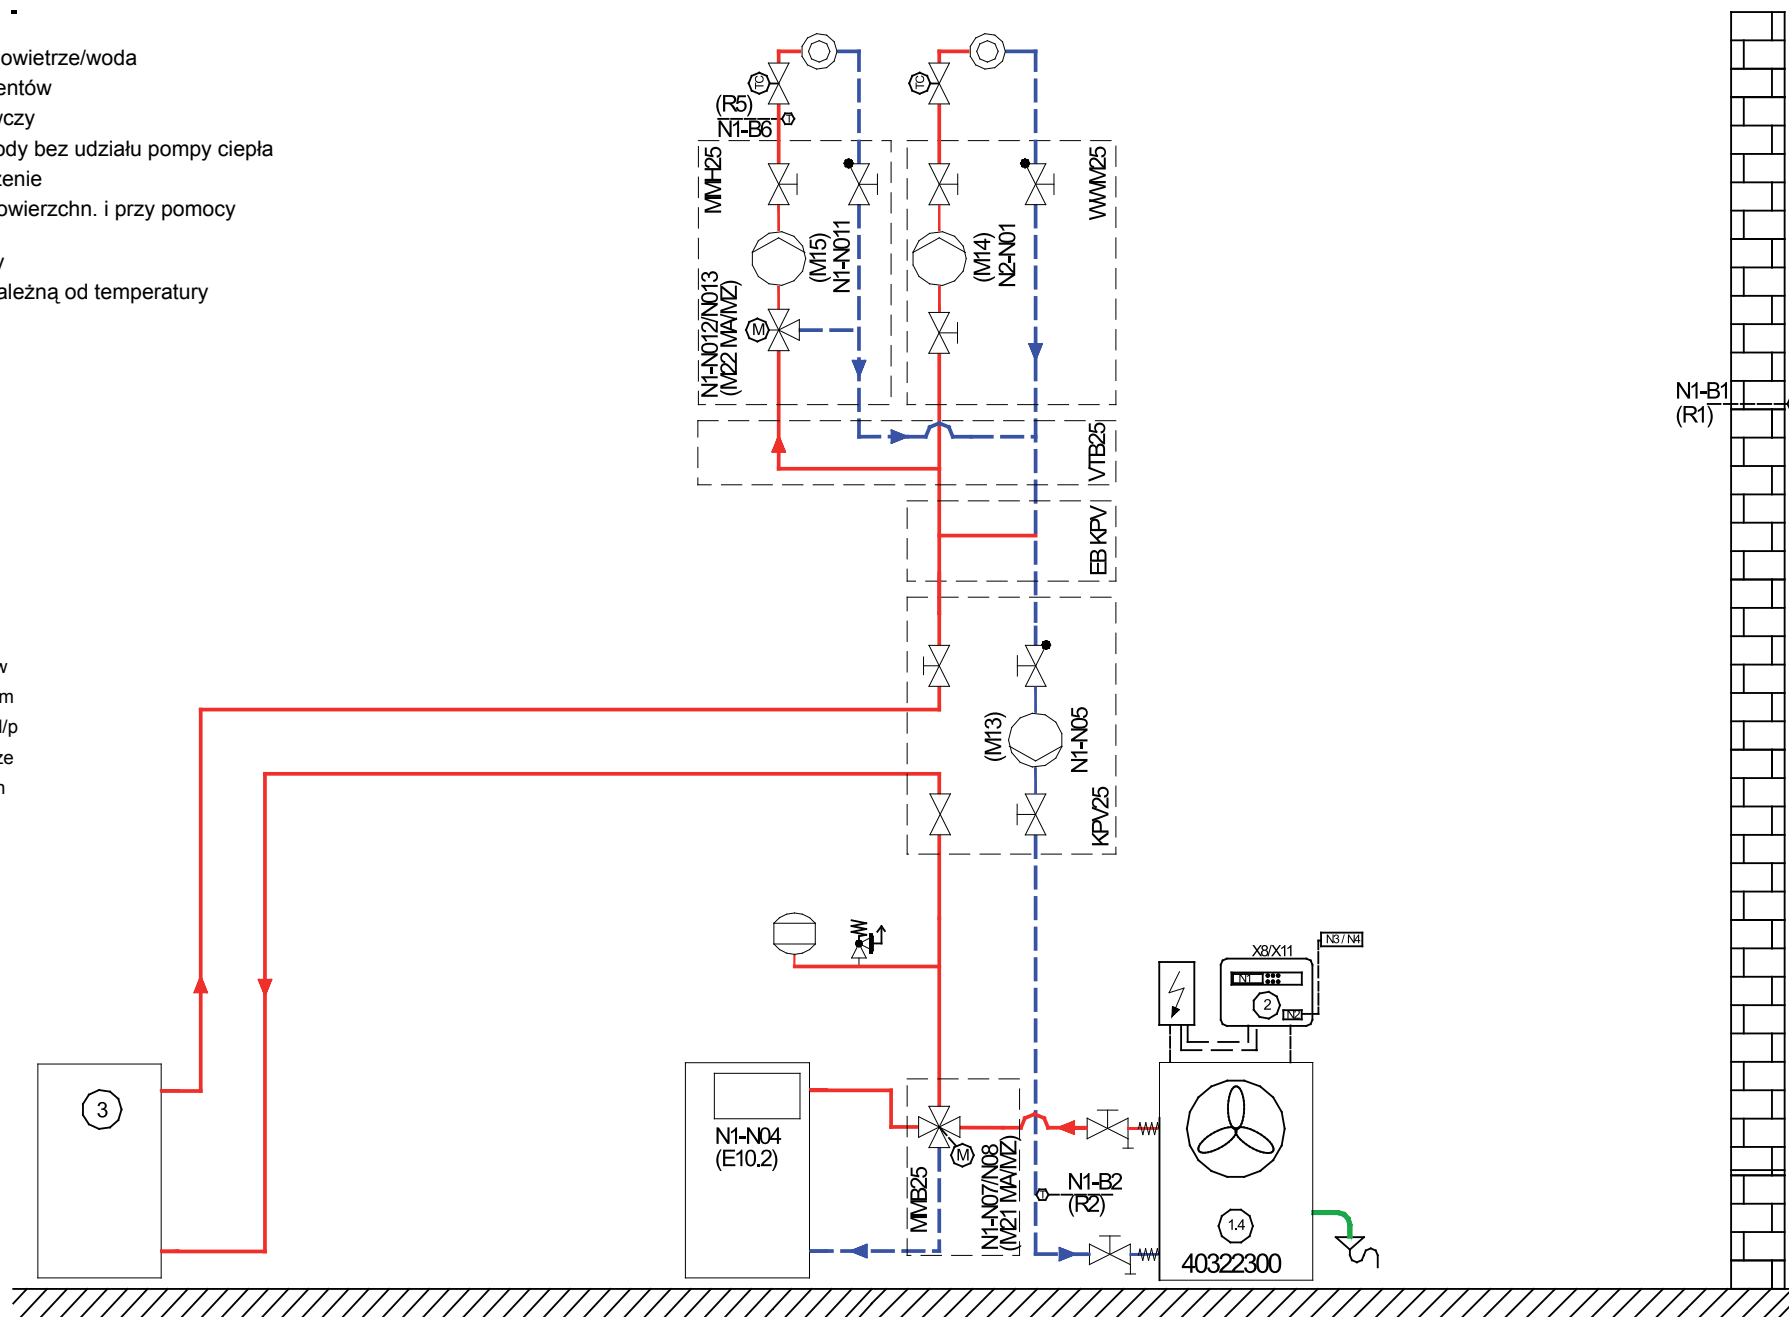 owietrze/woda
entów
wczy
ody bez udziału pompy ciepła
zenie
owierzchn. i przy pomocy
y
ależną od temperatury
w
m
l/p
ze
n
TC
TC
(R5)
N1-B6
T
MMH25
(M15)
N1-N011
N1-N012/N013
(M22 MA/MZ)
M
WWM25
(M14)
N2-N01
VTB25
EB KPV
(M13)
N1-N05
KPV25
N1-B1
(R1)
X8/X11
N1
2
N2
N3 / N4
3
N1-N04
(E10.2)
MMB25
M
N1-N07/N08
(M21 MA/MZ)
T
N1-B2
(R2)
1.4
40322300